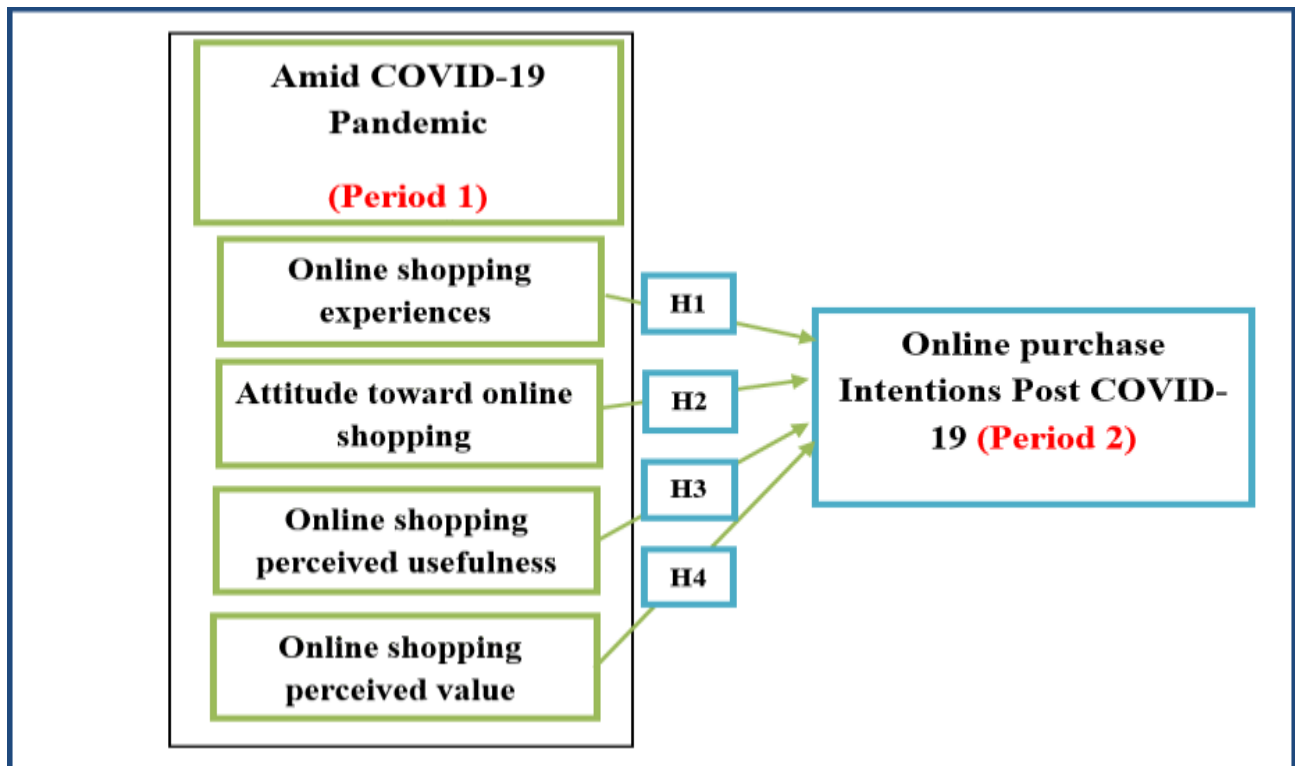 Amid COVID-19
Pandemic
(Period 1)
Online shopping
experiences
H1
Attitude toward online
shopping
H2
Online shopping
perceived usefulness
H3
Online shopping
perceived value
H4
Online purchase
Intentions Post COVID-
19 (Period 2)